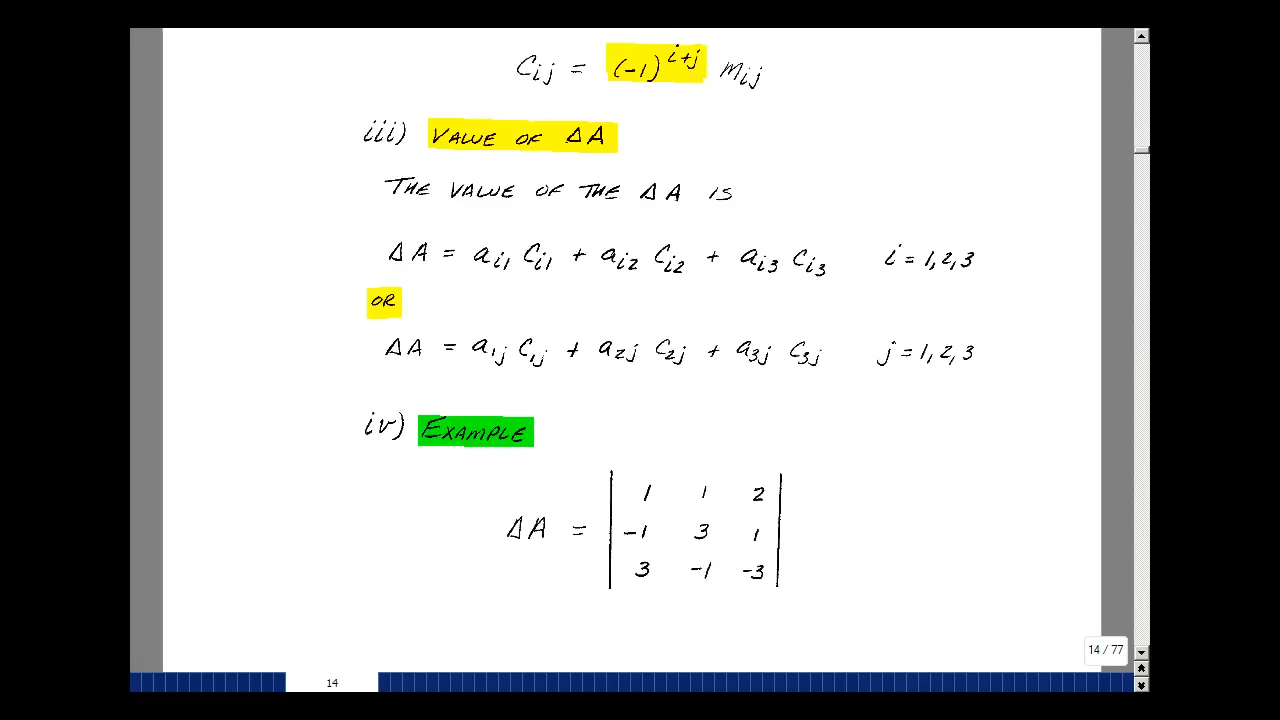 Cij = (-1)^i+j mij
iii) VALUE OF ΔA
THE VALUE OF THE ΔA IS
ΔA = ai1 Ci1 + ai2 Ci2 + ai3 Ci3 i = 1, 2, 3
OR
ΔA = a1j C1j + a2j C2j + a3j C3j j = 1, 2, 3
iv) EXAMPLE
1 1 2
ΔA = | -1 3 1 |
3 -1 -3
14 / 77
14